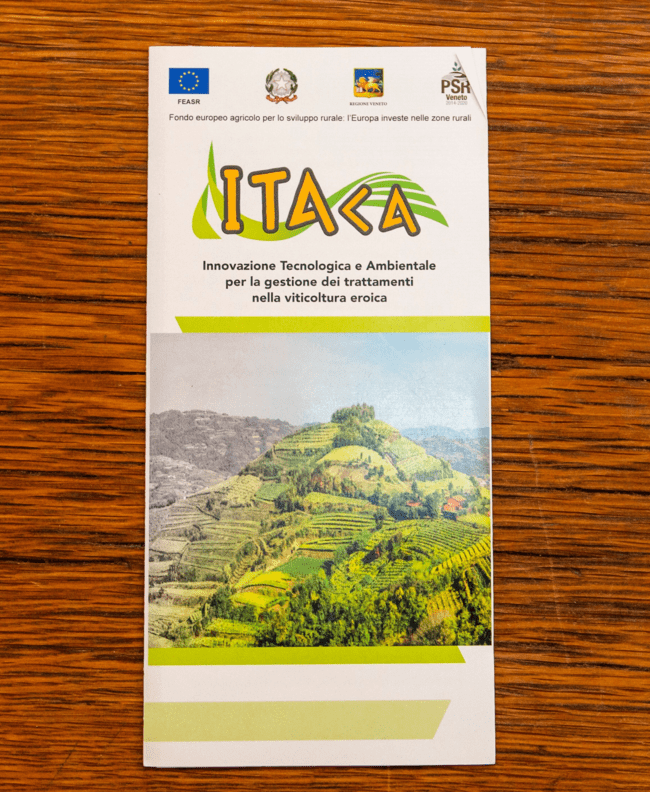 FEASR
REGIONE VENETO
PSR
Veneto
2014-2020
Fondo europeo agricolo per lo sviluppo rurale: l'Europa investe nelle zone rurali
ITACA
Innovazione Tecnologica e Ambientale
per la gestione dei trattamenti
nella viticoltura eroica